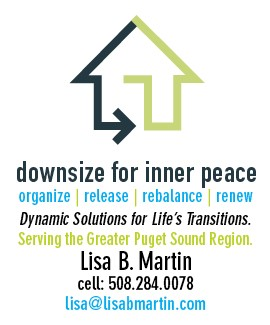 downsize for inner peace
organize | release | rebalance | renew
Dynamic Solutions for Life's Transitions.
Serving the Greater Puget Sound Region.
Lisa B. Martin
cell: 508.284.0078
lisa@lisabmartin.com